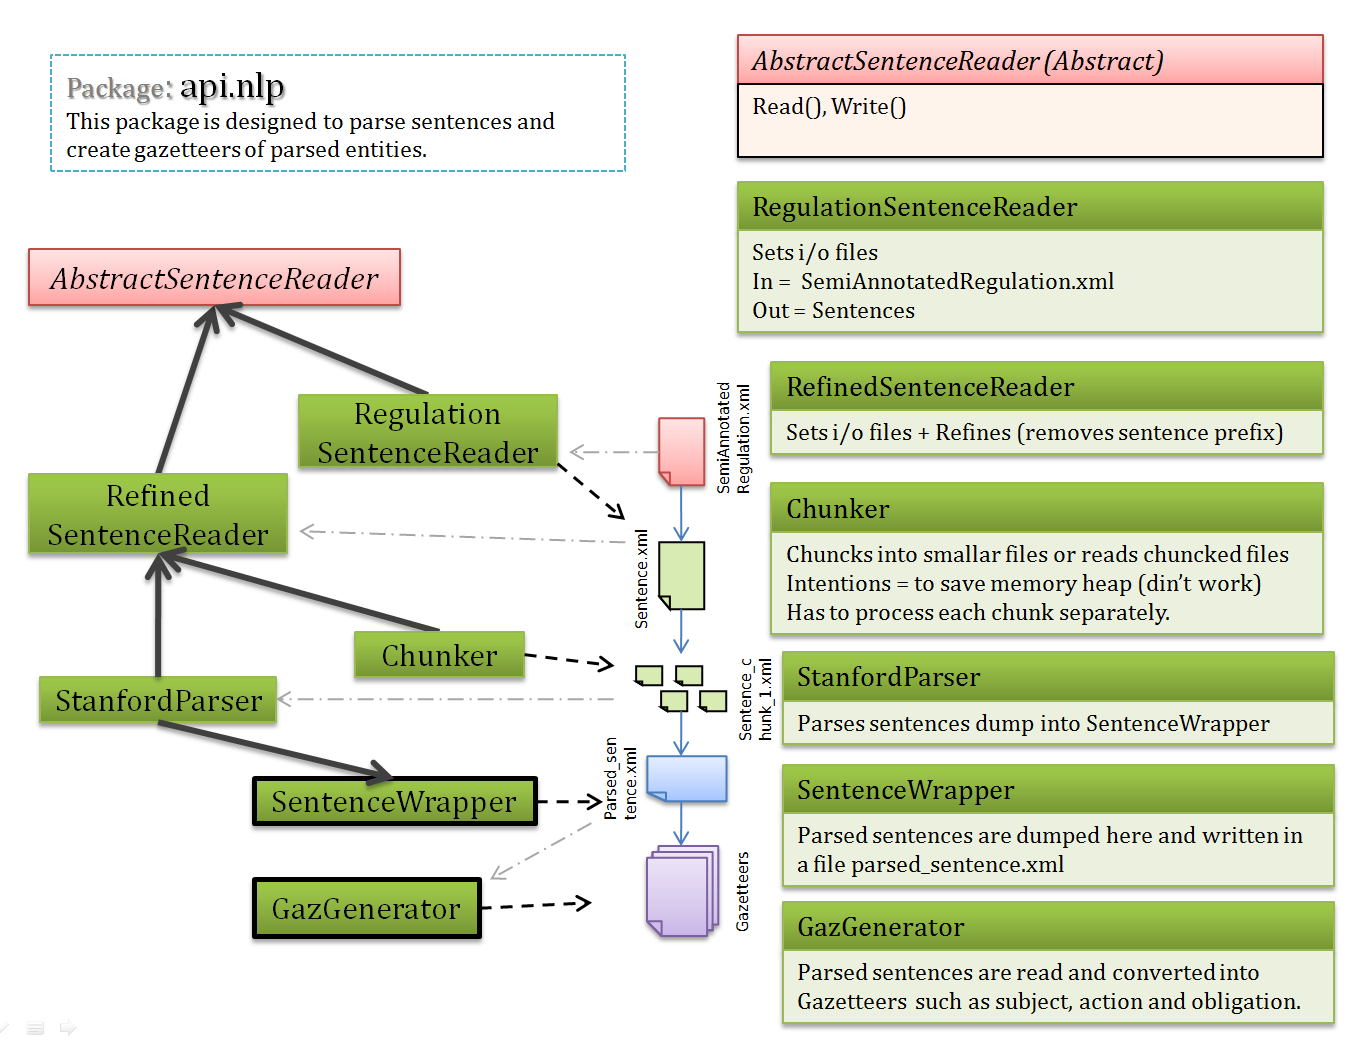 Package: api.nlp
This package is designed to parse sentences and
create gazetteers of parsed entities.
AbstractSentenceReader
Regulation
SentenceReader
Refined
SentenceReader
Chunker
StanfordParser
SentenceWrapper
GazGenerator
SemiAnnotated
Regulation.xml
Sentence.xml
Sentence_c
hunk_1.xml
Parsed_sen
tence.xml
Gazetteers
AbstractSentenceReader (Abstract)
Read(), Write()
RegulationSentenceReader
Sets i/o files
In = SemiAnnotatedRegulation.xml
Out = Sentences
RefinedSentenceReader
Sets i/o files + Refines (removes sentence prefix)
Chunker
Chuncks into smallar files or reads chuncked files
Intentions = to save memory heap (din't work)
Has to process each chunk separately.
StanfordParser
Parses sentences dump into SentenceWrapper
SentenceWrapper
Parsed sentences are dumped here and written in
a file parsed_sentence.xml
GazGenerator
Parsed sentences are read and converted into
Gazetteers such as subject, action and obligation.